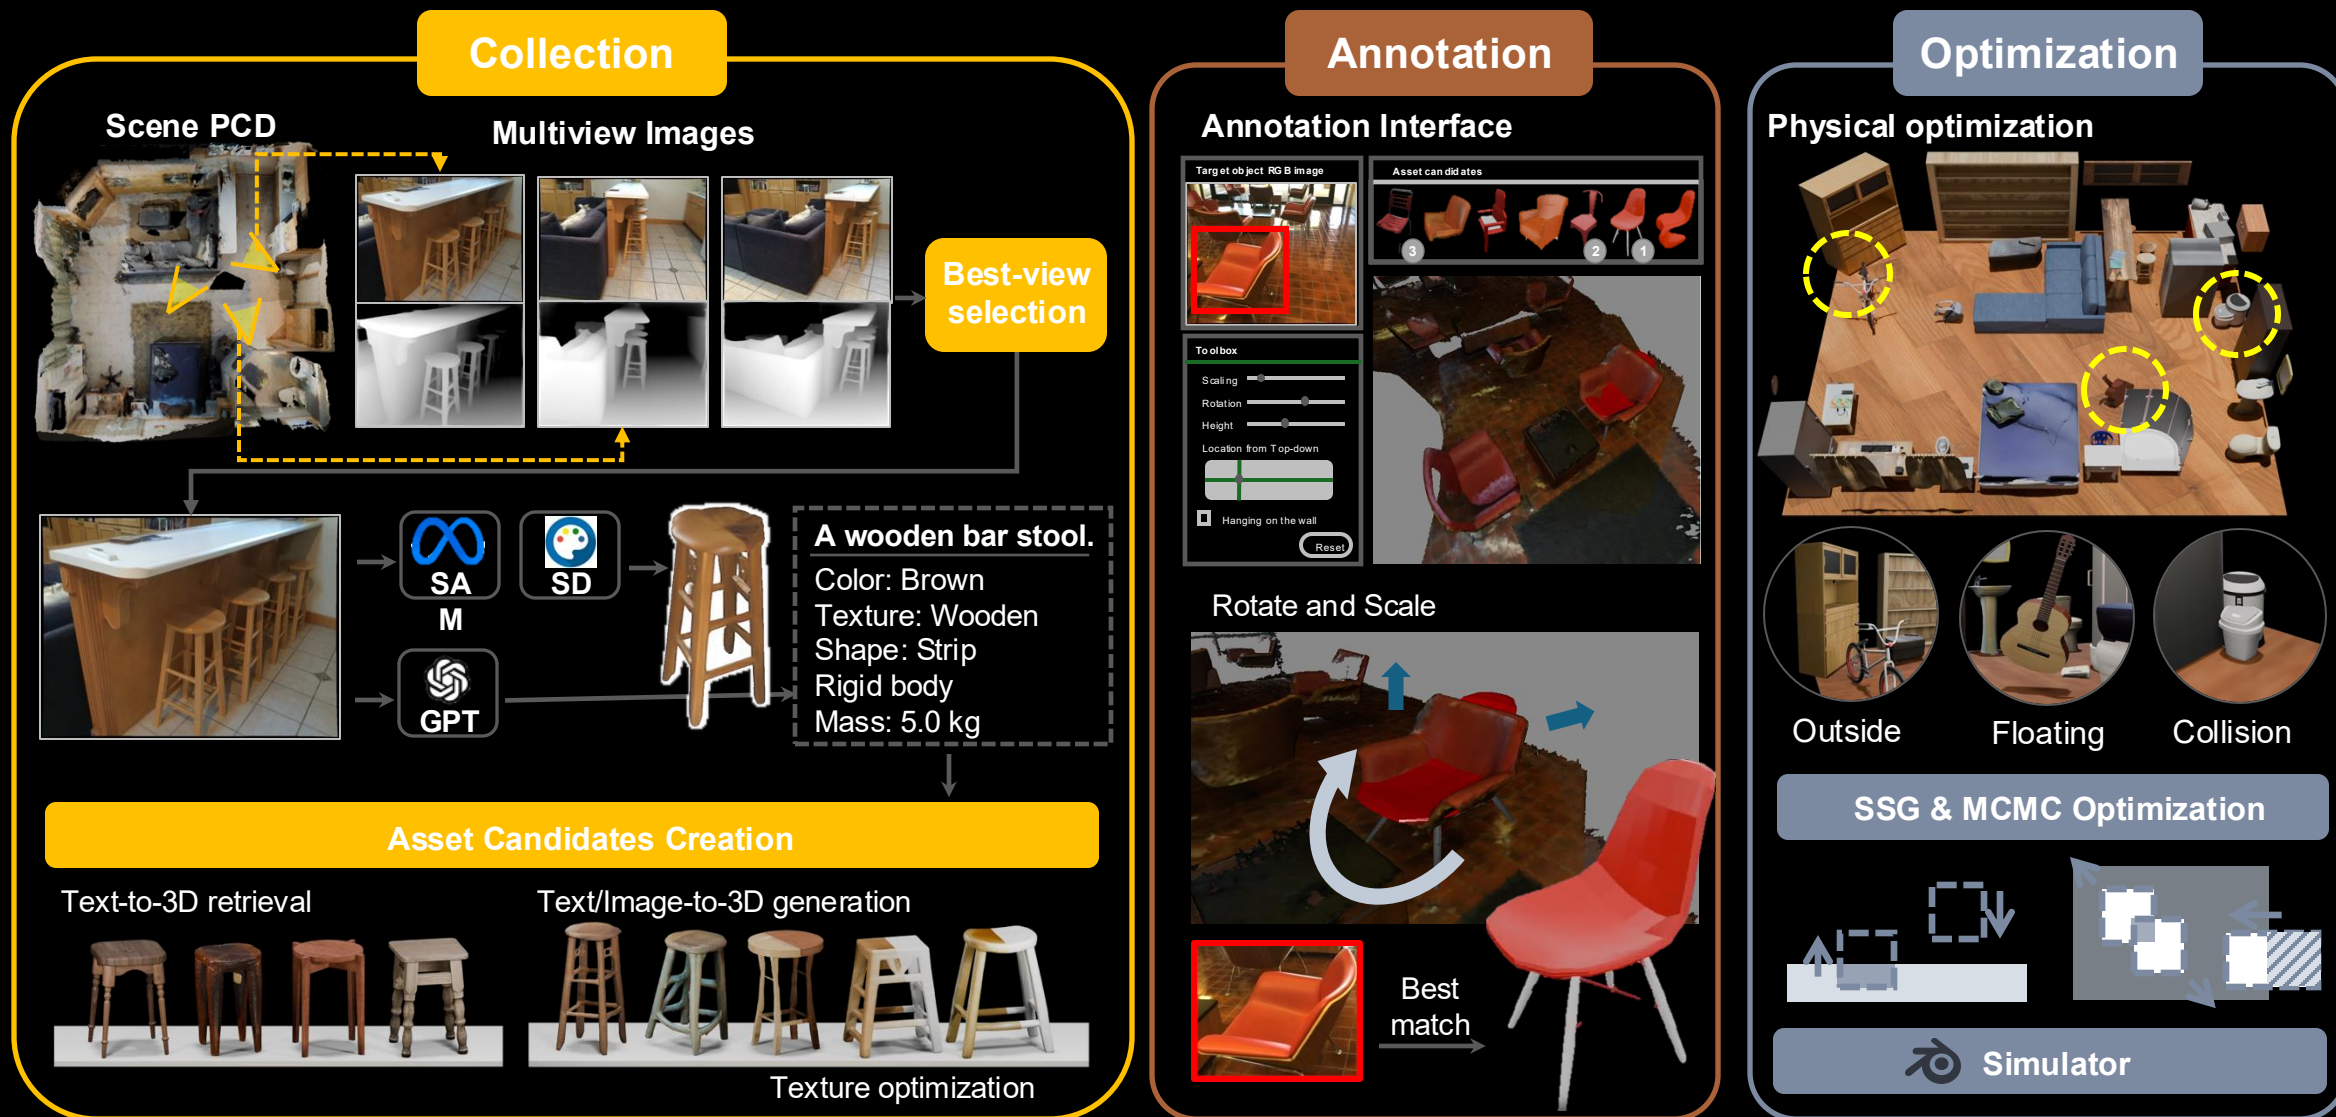 Collection
Scene PCD
Multiview Images
Best-view
selection
SA
M
SD
GPT
A wooden bar stool.
Color: Brown
Texture: Wooden
Shape: Strip
Rigid body
Mass: 5.0 kg
Asset Candidates Creation
Text-to-3D retrieval
Text/Image-to-3D generation
Texture optimization
Annotation
Annotation Interface
Target object RGB image
Asset candidates
3
2
1
Toolbox
Scaling
Rotation
Height
Location from Top-down
Hanging on the wall
Reset
Rotate and Scale
Best
match
Optimization
Physical optimization
Outside
Floating
Collision
SSG & MCMC Optimization
Simulator